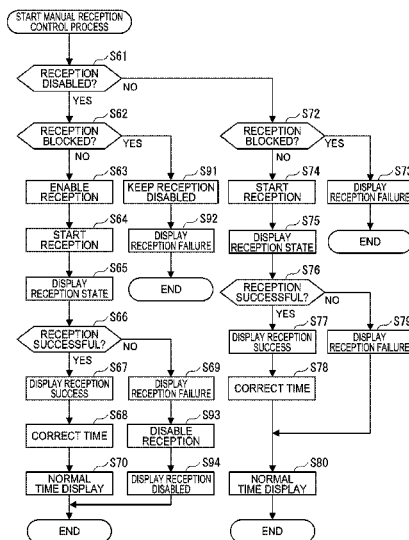 START MANUAL RECEPTION
CONTROL PROCESS
S61
RECEPTION
DISABLED?
NO
YES
S62
RECEPTION
BLOCKED?
YES
NO
S63
ENABLE
RECEPTION
S91
KEEP RECEPTION
DISABLED
S64
START
RECEPTION
S92
DISPLAY
RECEPTION FAILURE
END
S65
DISPLAY
RECEPTION STATE
S66
RECEPTION
SUCCESSFUL?
NO
YES
S67
DISPLAY RECEPTION
SUCCESS
S69
DISPLAY
RECEPTION FAILURE
S68
CORRECT TIME
S93
DISABLE
RECEPTION
S70
NORMAL
TIME DISPLAY
S94
DISPLAY RECEPTION
DISABLED
END
S72
RECEPTION
BLOCKED?
YES
NO
S74
START
RECEPTION
S73
DISPLAY
RECEPTION FAILURE
END
S75
DISPLAY
RECEPTION STATE
S76
RECEPTION
SUCCESSFUL?
NO
YES
S77
DISPLAY RECEPTION
SUCCESS
S79
DISPLAY
RECEPTION FAILURE
S78
CORRECT TIME
S80
NORMAL
TIME DISPLAY
END